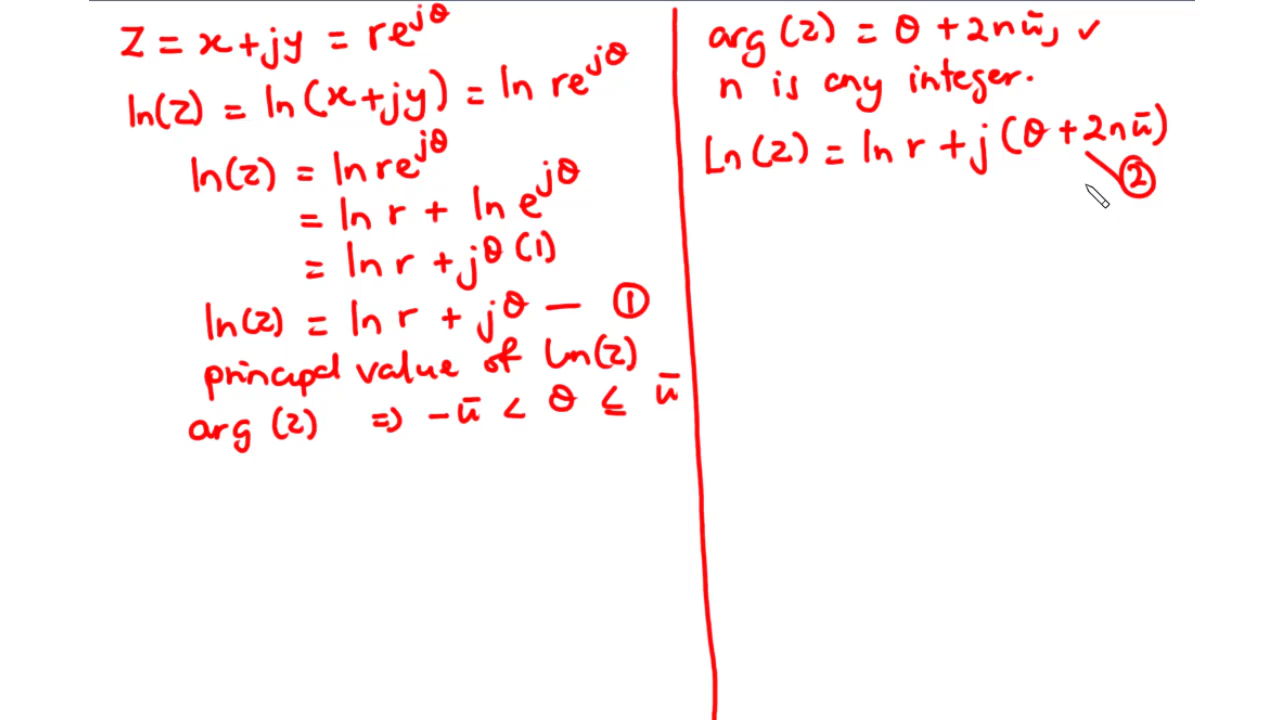 z = x+jy = re^jθ
ln(z) = ln(x+jy) = ln re^jθ
ln(z) = ln re^jθ
= ln r + ln e^jθ
= ln r + jθ(1)
ln(z) = ln r + jθ — ①
principal value of Ln(z)
arg (z) ⇒ -π < θ ≤ π
arg (z) = θ + 2nπ, ✓
n is any integer.
Ln(z) = ln r + j(θ + 2nπ)
②